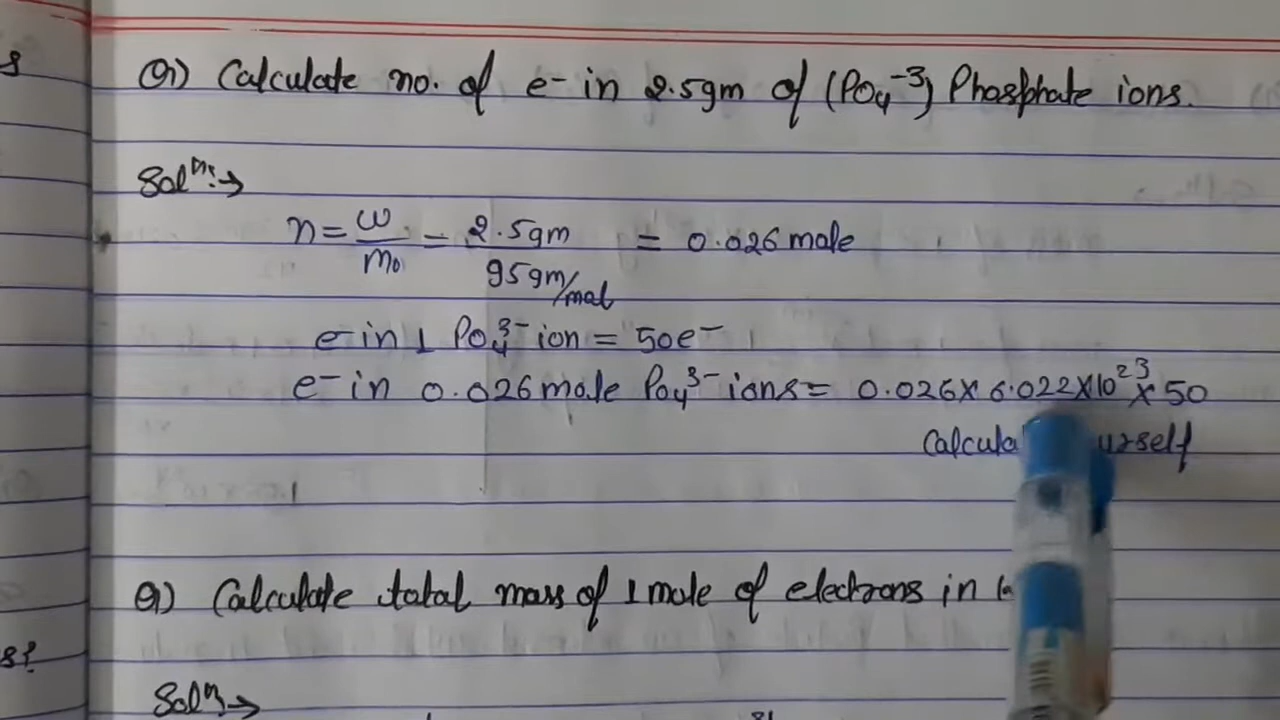 Q) Calculate no. of e- in 2.5gm of (PO4^-3) Phosphate ions.
Solⁿ:→
n = w/m₀ = 2.5gm / 95gm/mol = 0.026 mole
e- in 1 PO₄³⁻ ion = 50e⁻
e- in 0.026 mole PO₄³⁻ ions = 0.026 × 6.022×10²³ × 50
Q) Calculate total mass of 1 mole of electrons in
Solⁿ→